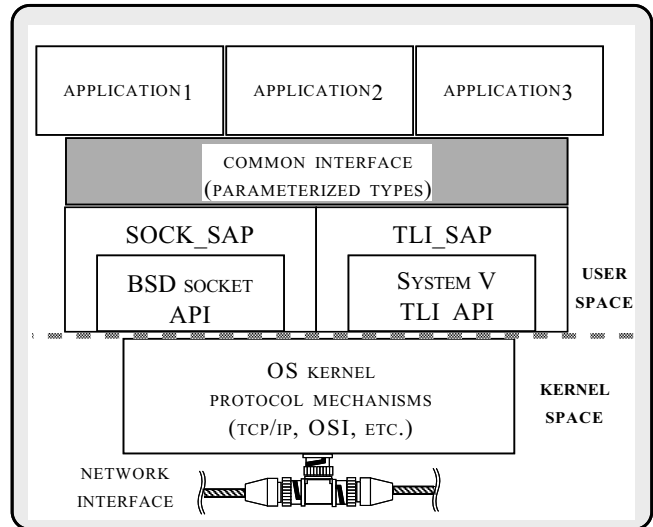 APPLICATION1
APPLICATION2
APPLICATION3
COMMON INTERFACE
(PARAMETERIZED TYPES)
SOCK_SAP
TLI_SAP
BSD SOCKET
API
SYSTEM V
TLI API
USER
SPACE
OS KERNEL
PROTOCOL MECHANISMS
(TCP/IP, OSI, ETC.)
KERNEL
SPACE
NETWORK
INTERFACE